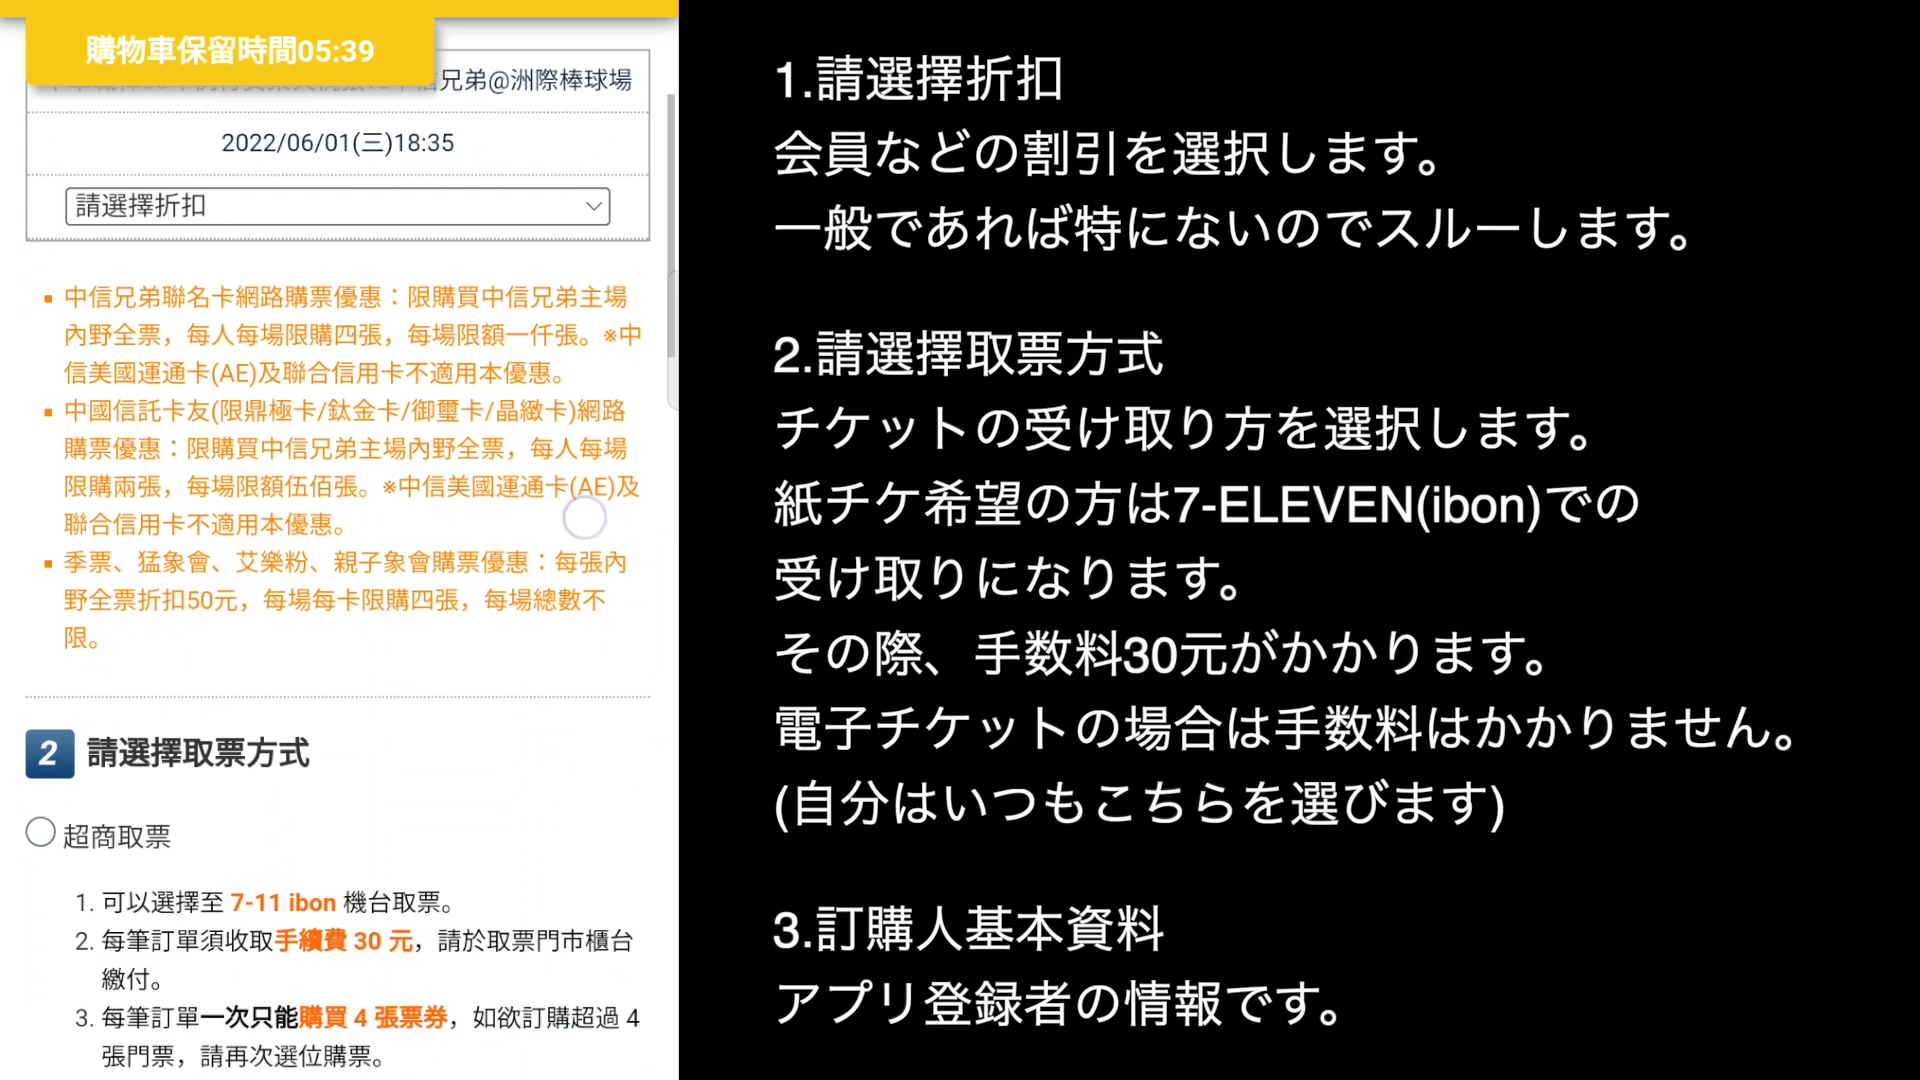 購物車保留時間05:39
兄弟@洲際棒球場
2022/06/01(三)18:35
請選擇折扣
中信兄弟聯名卡網路購票優惠：限購買中信兄弟主場
內野全票，每人每場限購四張，每場限額一仟張。※中
信美國運通卡(AE)及聯合信用卡不適用本優惠。
中國信託卡友(限鼎極卡/鈦金卡/御璽卡/晶緻卡)網路
購票優惠：限購買中信兄弟主場內野全票，每人每場
限購兩張，每場限額伍佰張。※中信美國運通卡(AE)及
聯合信用卡不適用本優惠。
季票、猛象會、艾樂粉、親子象會購票優惠：每張內
野全票折扣50元，每場每卡限購四張，每場總數不
限。
2 請選擇取票方式
超商取票
1. 可以選擇至 7-11 ibon 機台取票。
2. 每筆訂單須收取手續費 30 元，請於取票門市櫃台
繳付。
3. 每筆訂單一次只能購買 4 張票券，如欲訂購超過 4
張門票，請再次選位購票。
1.請選擇折扣
会員などの割引を選択します。
一般であれば特にないのでスルーします。
2.請選擇取票方式
チケットの受け取り方を選択します。
紙チケ希望の方は7-ELEVEN(ibon)での
受け取りになります。
その際、手数料30元がかかります。
電子チケットの場合は手数料はかかりません。
(自分はいつもこちらを選びます)
3.訂購人基本資料
アプリ登録者の情報です。